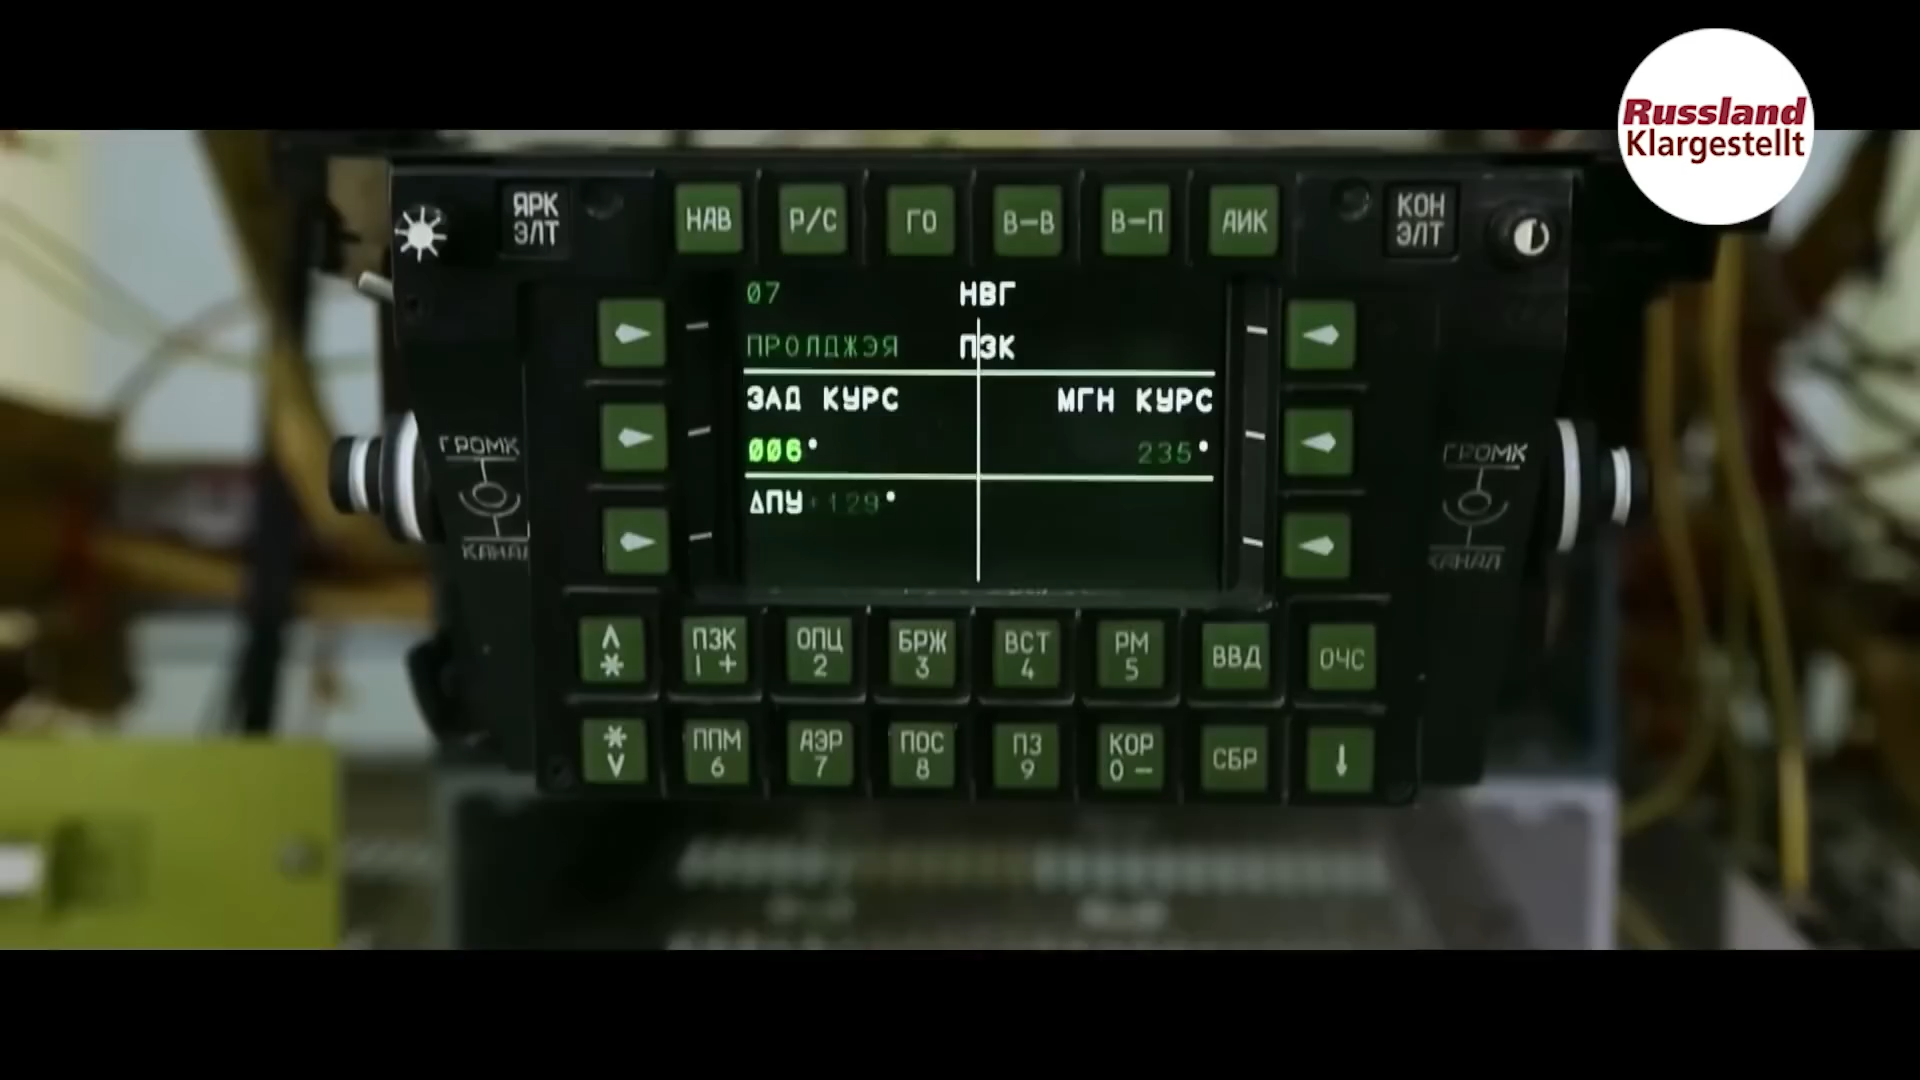 Russland
Klargestellt
ЯРК
ЭЛТ
НАВ
Р/С
ГО
В-В
В-П
АИК
КОН
ЭЛТ
07 НВГ
ПРОЛДЖЭЯ ПЗК
ЗАД КУРС МГН КУРС
006° 235°
ΔПУ+129°
ГРОМК
КАНАЛ
ГРОМК
КАНАЛ
^
*
ПЗК
1 +
ОПЦ
2
БРЖ
3
ВСТ
4
РМ
5
ВВД
ОЧС
*
V
ППМ
6
АЭР
7
ПОС
8
ПЗ
9
КОР
0 -
СБР